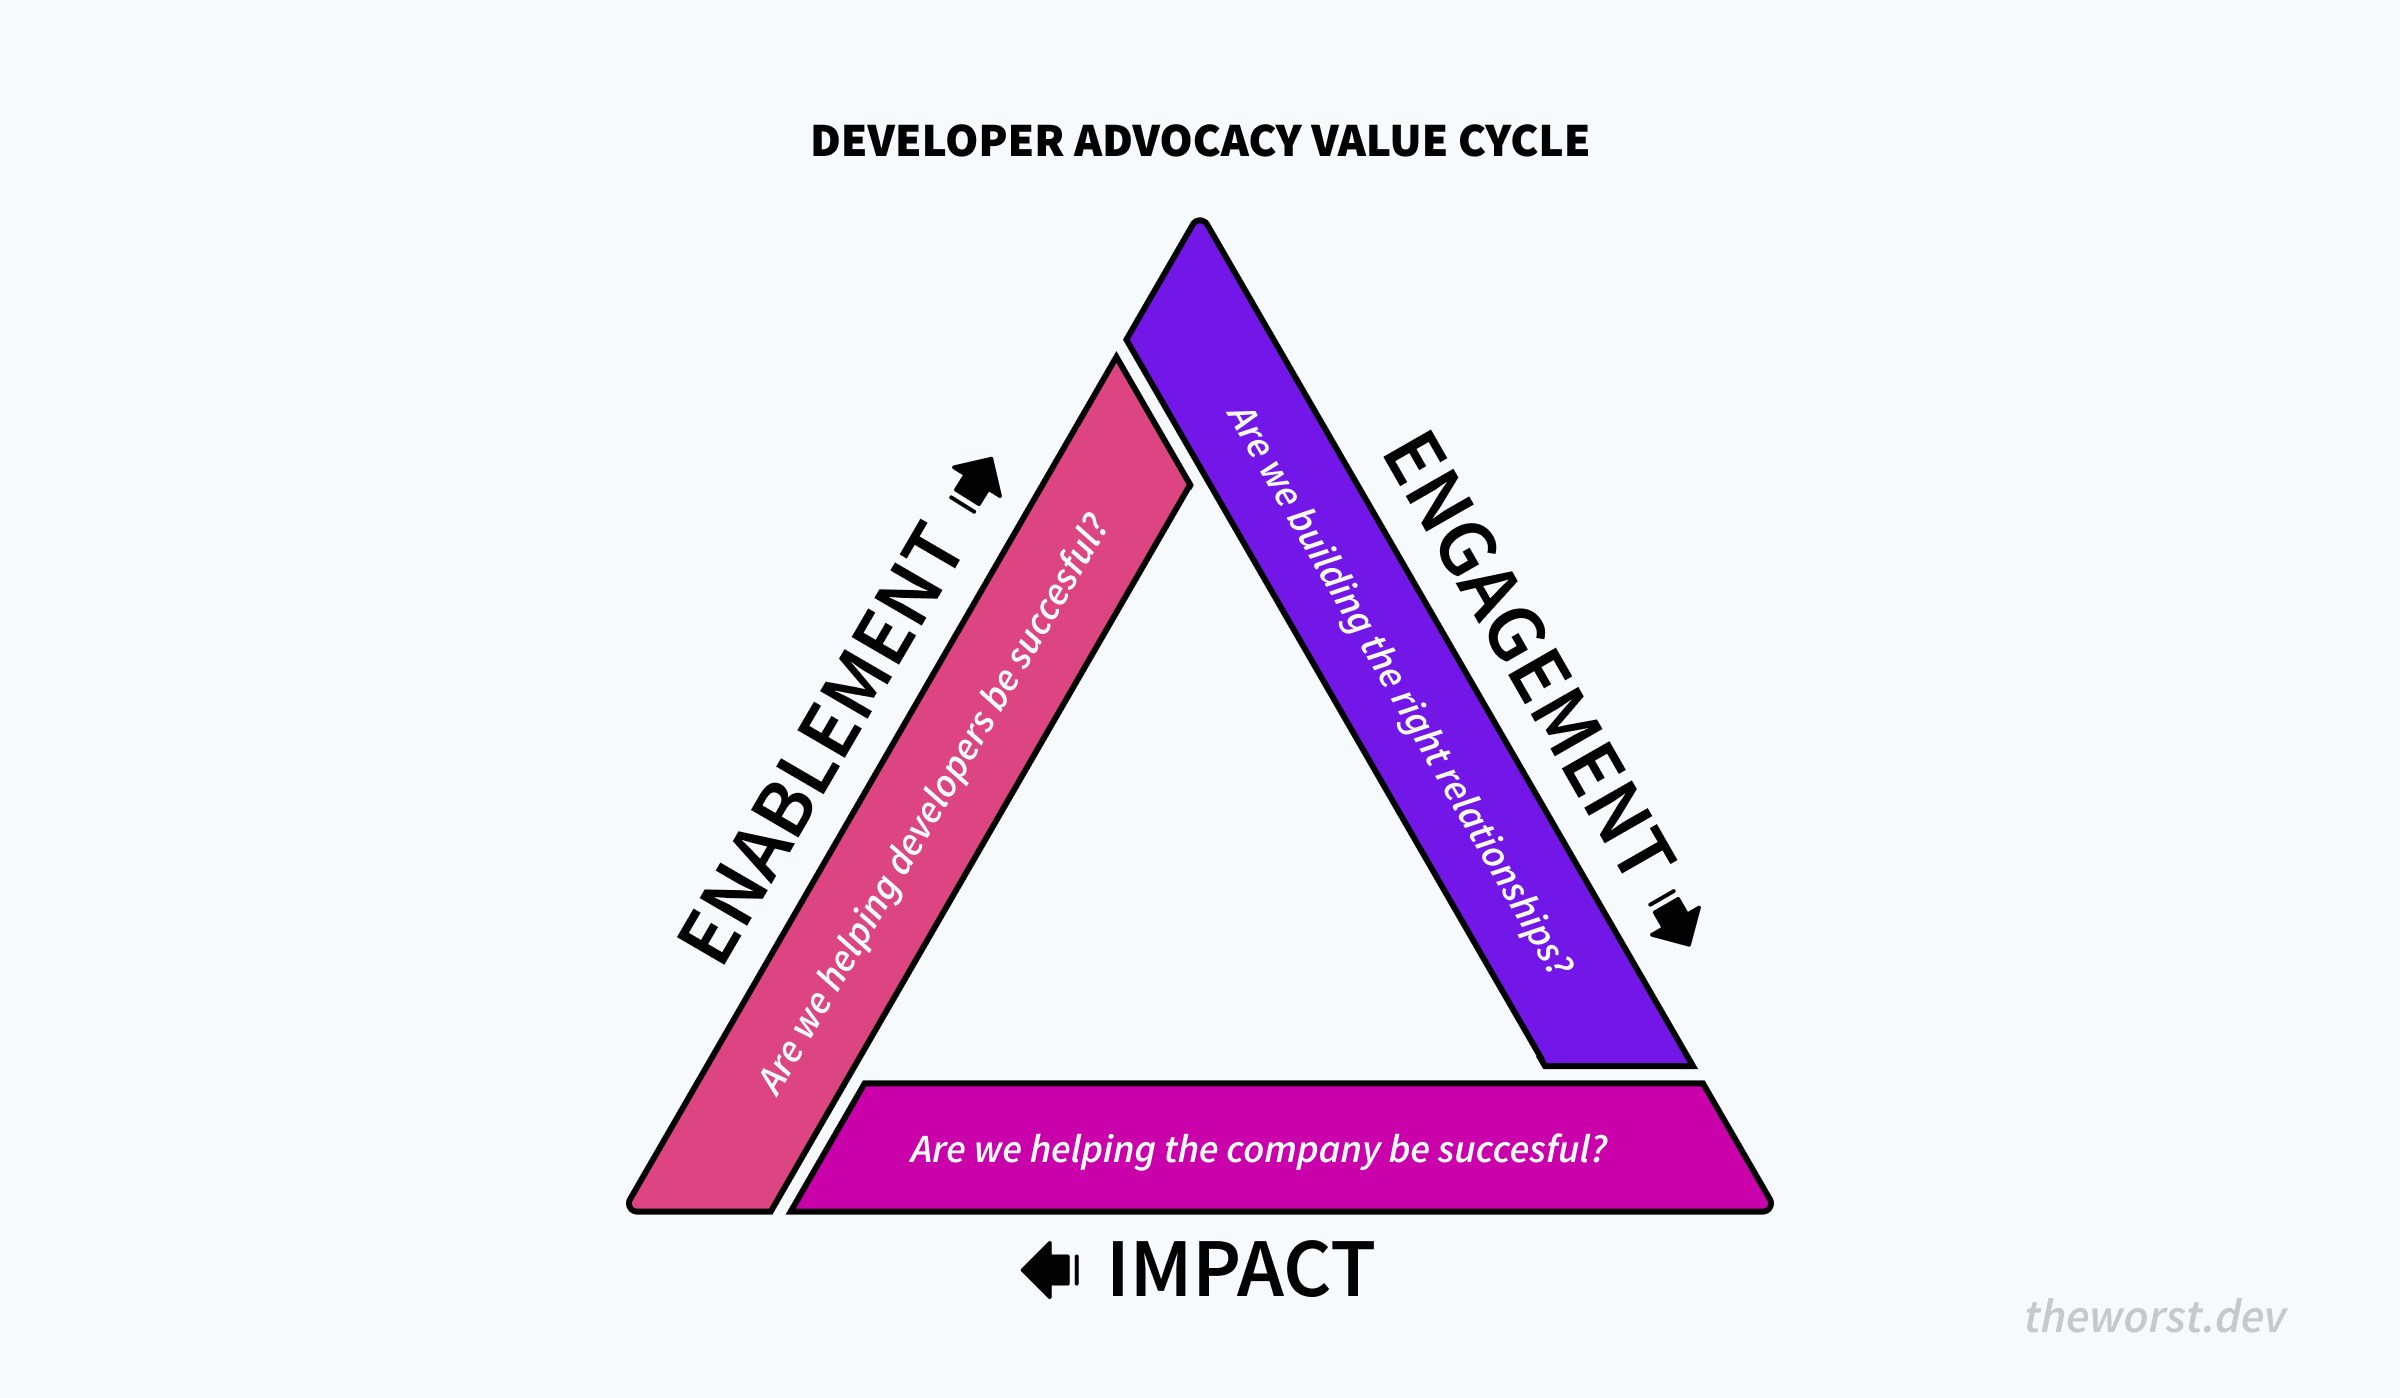 DEVELOPER ADVOCACY VALUE CYCLE
ENABLEMENT
Are we helping developers be succesful?
ENGAGEMENT
Are we building the right relationships?
Are we helping the company be succesful?
IMPACT
theworst.dev